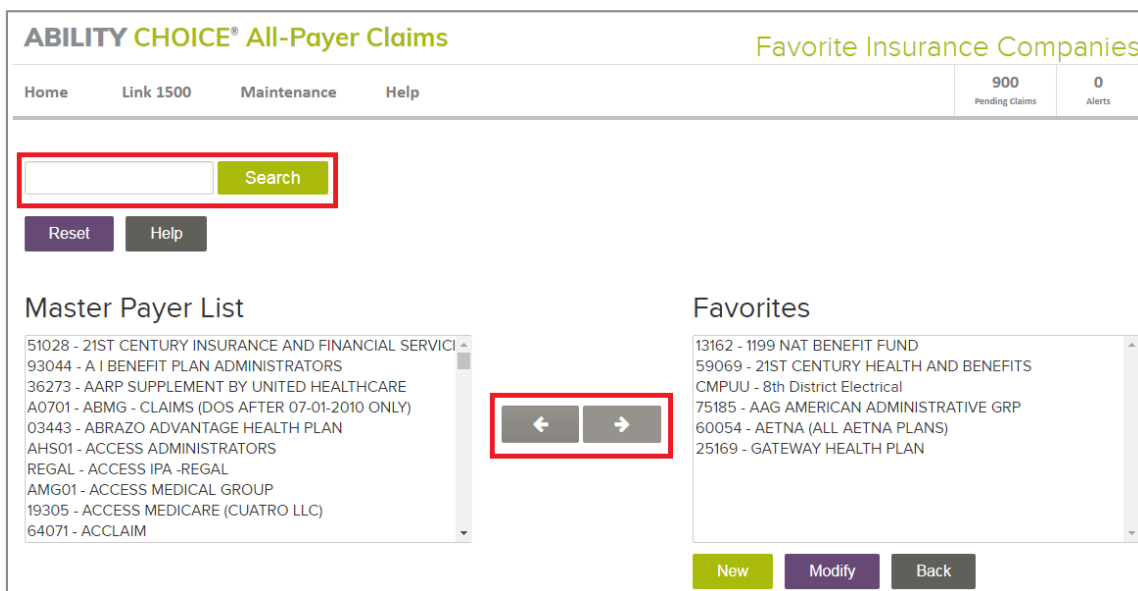 ABILITY CHOICE® All-Payer Claims
Favorite Insurance Companies
Home Link 1500 Maintenance Help
900
Pending Claims
0
Alerts
Search
Reset Help
Master Payer List
51028 - 21ST CENTURY INSURANCE AND FINANCIAL SERVICI
93044 - A I BENEFIT PLAN ADMINISTRATORS
36273 - AARP SUPPLEMENT BY UNITED HEALTHCARE
A0701 - ABMG - CLAIMS (DOS AFTER 07-01-2010 ONLY)
03443 - ABRAZO ADVANTAGE HEALTH PLAN
AHS01 - ACCESS ADMINISTRATORS
REGAL - ACCESS IPA -REGAL
AMG01 - ACCESS MEDICAL GROUP
19305 - ACCESS MEDICARE (CUATRO LLC)
64071 - ACCLAIM
Favorites
13162 - 1199 NAT BENEFIT FUND
59069 - 21ST CENTURY HEALTH AND BENEFITS
CMPUU - 8th District Electrical
75185 - AAG AMERICAN ADMINISTRATIVE GRP
60054 - AETNA (ALL AETNA PLANS)
25169 - GATEWAY HEALTH PLAN
New Modify Back